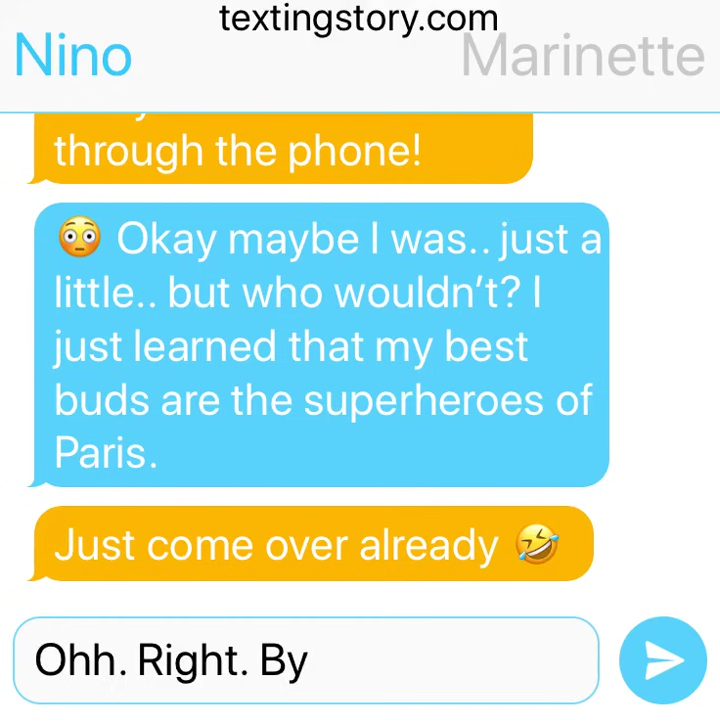 textingstory.com
Nino
Marinette
through the phone!
😳 Okay maybe I was.. just a
little.. but who wouldn’t? I
just learned that my best
buds are the superheroes of
Paris.
Just come over already 🤣
Ohh. Right. By